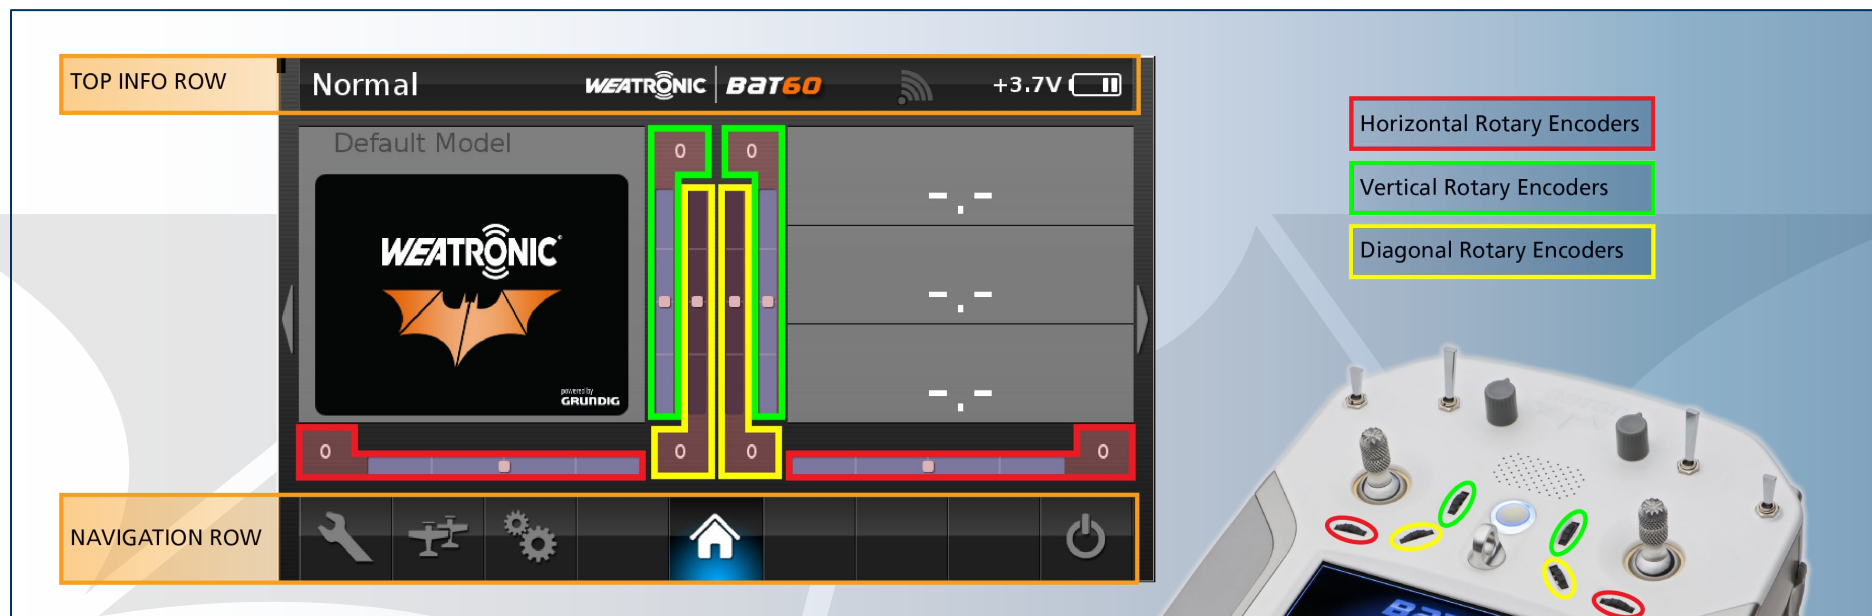 TOP INFO ROW
Normal
WEATRONIC BAT60
+3.7V
Default Model
0
0
WEATRONIC®
powered by
GRUNDIG
-.-
-.-
-.-
0
0
0
0
NAVIGATION ROW
Horizontal Rotary Encoders
Vertical Rotary Encoders
Diagonal Rotary Encoders